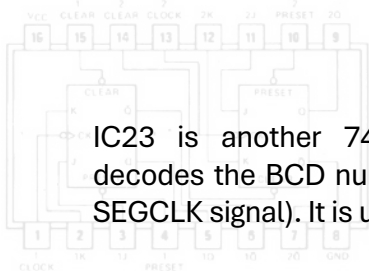 VCC CLEAR CLEAR CLOCK 2K 2J PRESET 2Q
16 15 14 13 12 11 10 9
CLEAR PRESET
K Q J Q
IC23 is another 74
decodes the BCD nu
SEGCLK signal). It is u
1 2 3 4 5 6 7 8
CLOCK 1K 1J PRESET GND